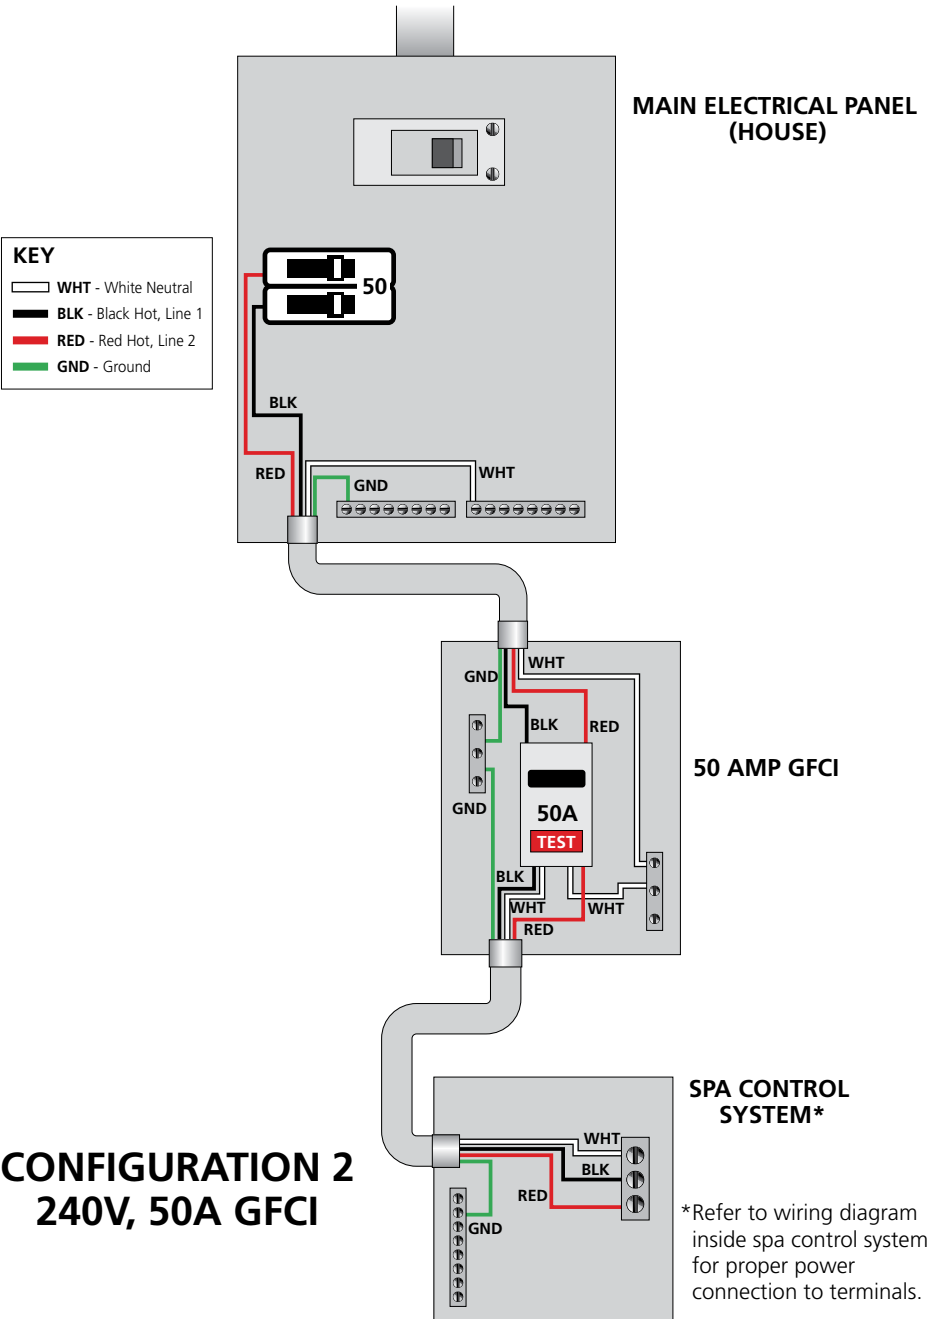 MAIN ELECTRICAL PANEL
(HOUSE)
KEY
WHT - White Neutral
BLK - Black Hot, Line 1
RED - Red Hot, Line 2
GND - Ground
50
BLK
RED
GND
WHT
WHT
GND
BLK
RED
50 AMP GFCI
GND
50A
TEST
BLK
WHT
WHT
RED
SPA CONTROL
SYSTEM*
WHT
BLK
RED
GND
CONFIGURATION 2
240V, 50A GFCI
*Refer to wiring diagram
inside spa control system
for proper power
connection to terminals.